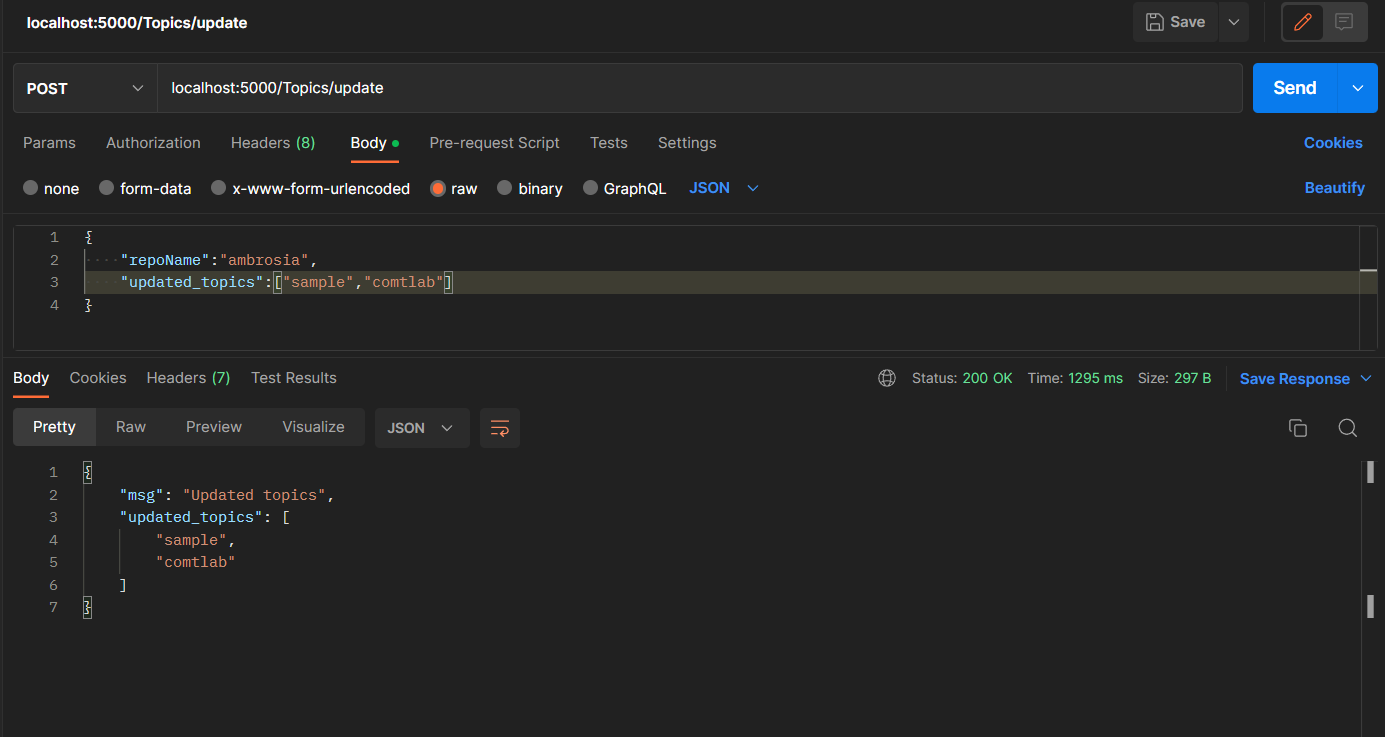 localhost:5000/Topics/update
Save
POST
localhost:5000/Topics/update
Send
Params Authorization Headers (8) Body Pre-request Script Tests Settings Cookies
none form-data x-www-form-urlencoded raw binary GraphQL JSON Beautify
1 {
2 "repoName":"ambrosia",
3 "updated_topics":["sample","comtlab"]
4 }
Body Cookies Headers (7) Test Results Status: 200 OK Time: 1295 ms Size: 297 B Save Response
Pretty Raw Preview Visualize JSON
1 {
2 "msg": "Updated topics",
3 "updated_topics": [
4 "sample",
5 "comtlab"
6 ]
7 }